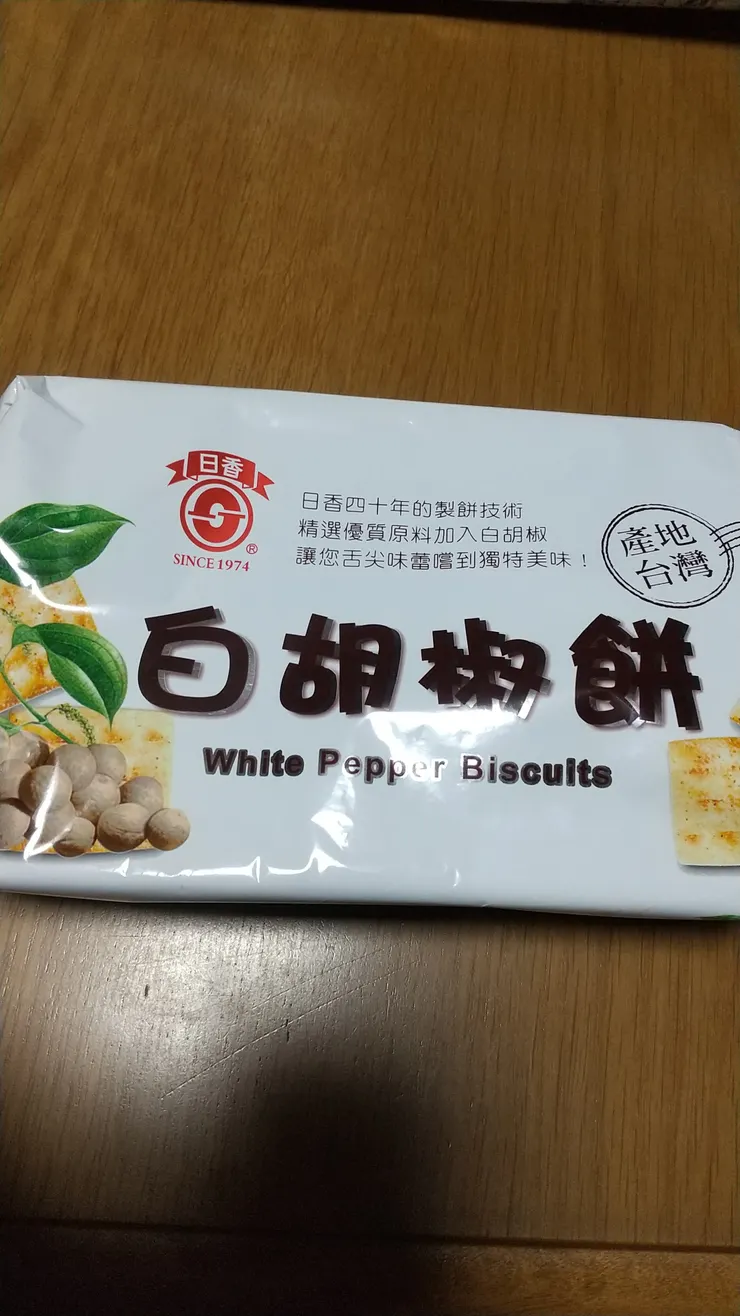 日香
SINCE 1974
®
日香四十年的製餅技術
精選優質原料加入白胡椒
讓您舌尖味蕾嚐到獨特美味！
產地
台灣
白胡椒餅
White Pepper Biscuits